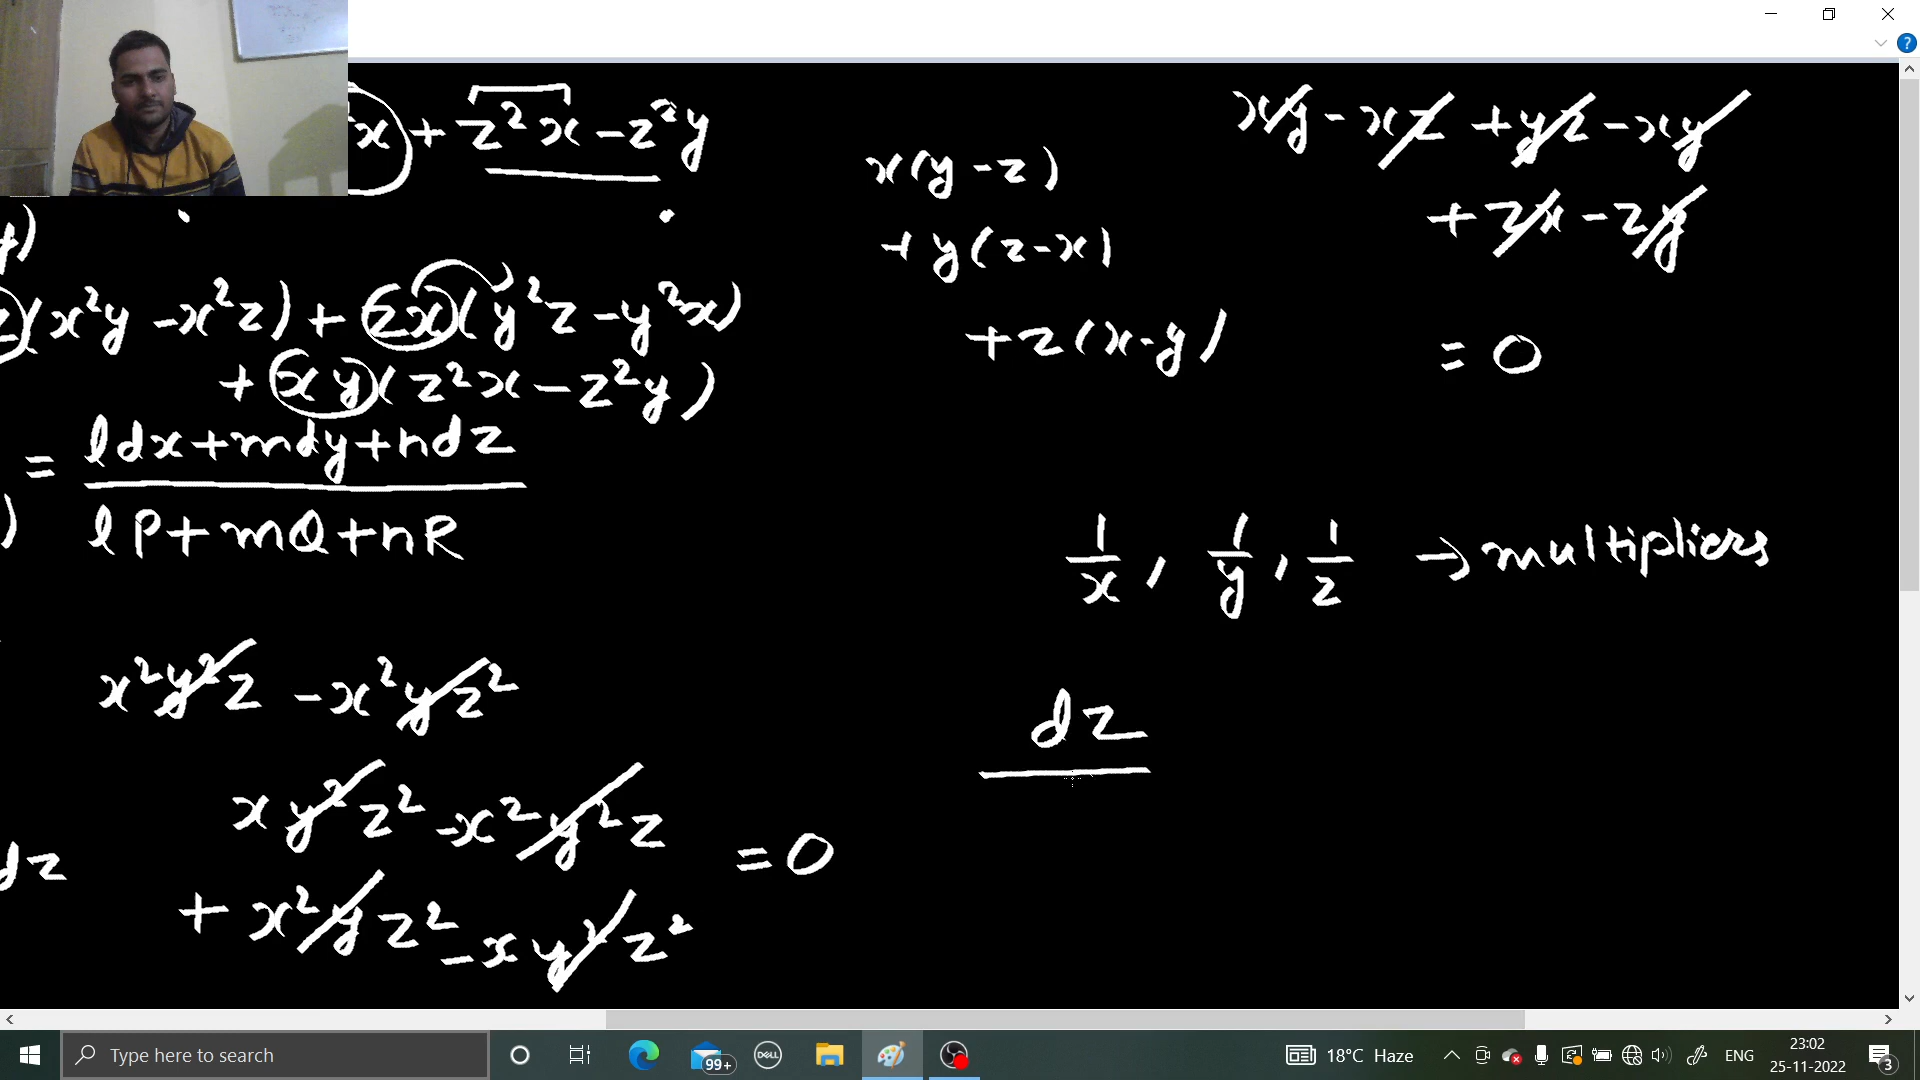 x + z²x - z²y
(x²y - x²z) + zx(y²z - y²x)
+ xy(z²x - z²y)
= ldx+mdy+ndz
lP+mQ+nR
x²y²z - x²yz²
xy²z² - x²y²z
+ x²yz² - xy²z²
= 0
dz
x(y-z)
+ y(z-x)
+ z(x-y)
xy - xz + yz - xy
+ zx - zy
= 0
1/x, 1/y, 1/z → multipliers
dz
Type here to search
99+
DELL
18°C Haze
ENG
23:02
25-11-2022
3